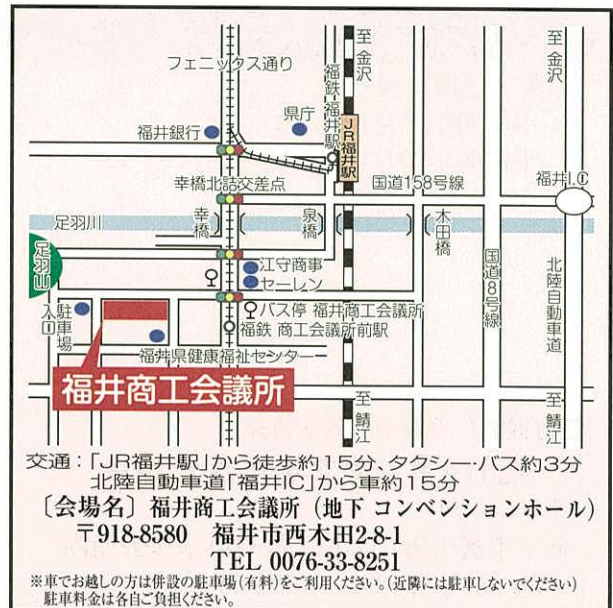 至 金沢
至 金沢
フェニックス通り
福鉄・福井駅
県庁
福井銀行
JR福井駅
幸橋北詰交差点
国道158号線
福井I.C
足羽川
幸橋
泉橋
木田橋
足羽山
入口
駐車場
江守商事
セーレン
バス停 福井商工会議所
福鉄 商工会議所前駅
国道8号線
北陸自動車道
福井県健康福祉センター
福井商工会議所
至 鯖江
至 鯖江
交通：「JR福井駅」から徒歩約15分、タクシー・バス約3分
北陸自動車道「福井IC」から車約15分
〔会場名〕福井商工会議所（地下 コンベンションホール）
〒918-8580 福井市西木田2-8-1
TEL 0076-33-8251
※車でお越しの方は併設の駐車場（有料）をご利用ください。（近隣には駐車しないでください）
駐車料金は各自ご負担ください。